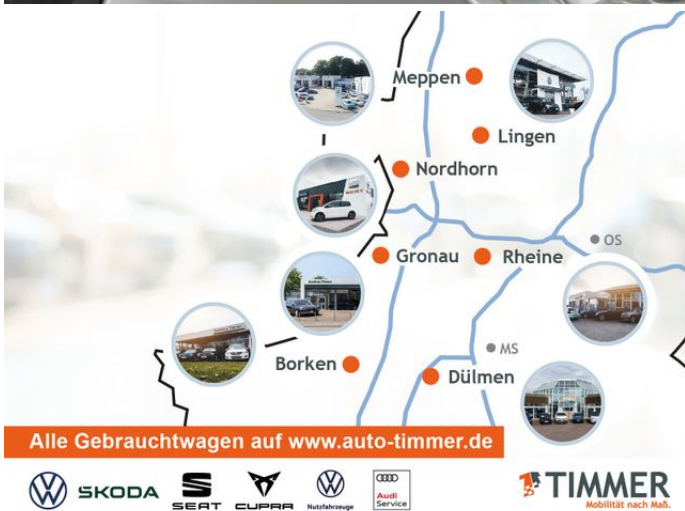 Meppen
Lingen
Nordhorn
OS
Gronau
Rheine
MS
Borken
Dülmen
Alle Gebrauchtwagen auf www.auto-timmer.de
ŠKODA
SEAT
CUPRA
Nutzfahrzeuge
Audi
Service
TIMMER
Mobilität nach Maß.